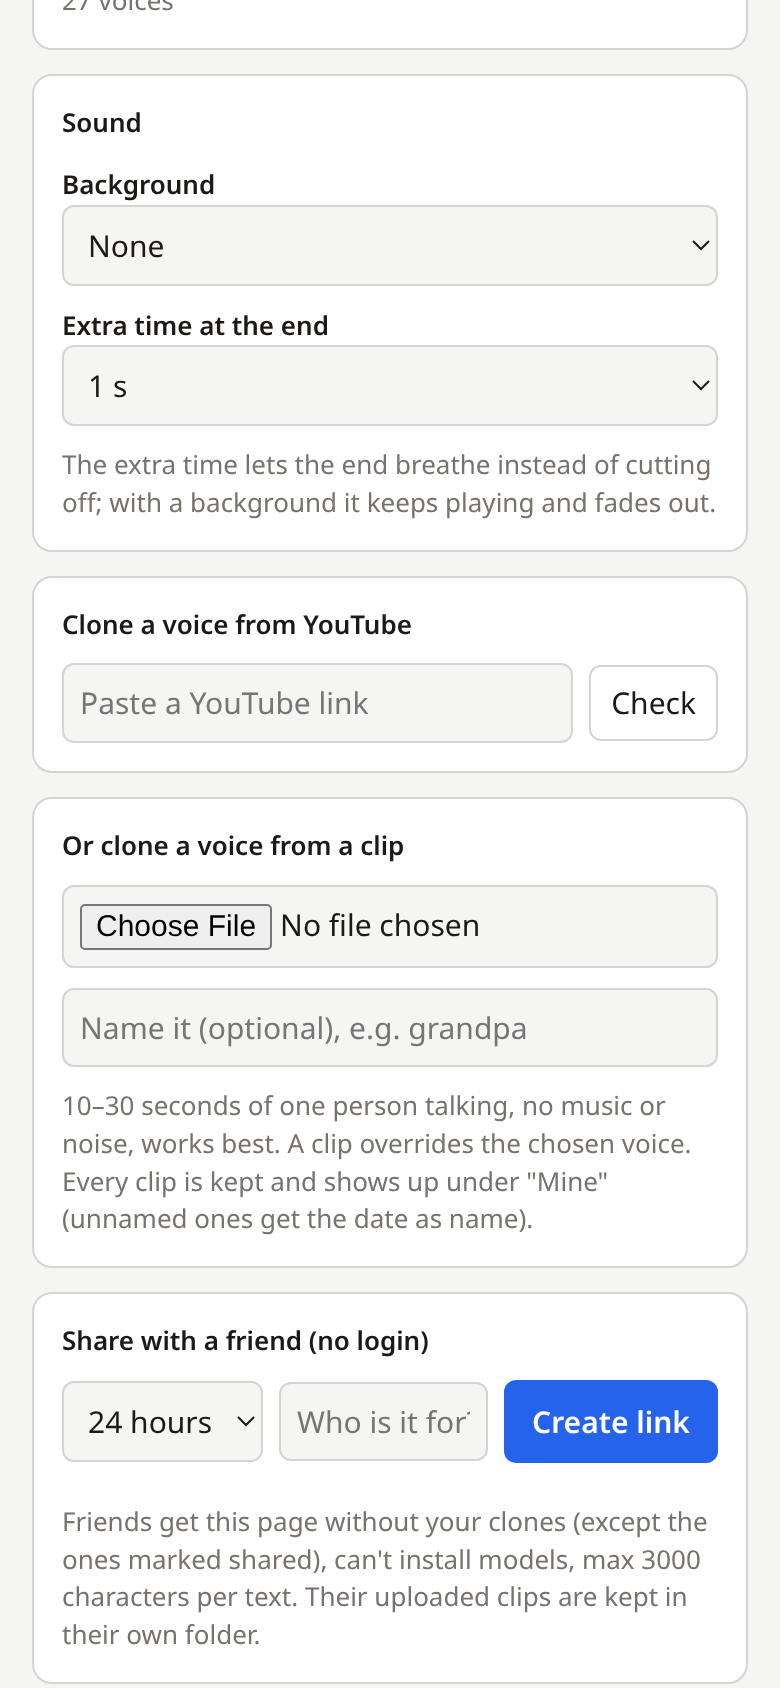 27 voices
Sound
Background
None
Extra time at the end
1 s
The extra time lets the end breathe instead of cutting
off; with a background it keeps playing and fades out.
Clone a voice from YouTube
Paste a YouTube link
Check
Or clone a voice from a clip
Choose File No file chosen
Name it (optional), e.g. grandpa
10–30 seconds of one person talking, no music or
noise, works best. A clip overrides the chosen voice.
Every clip is kept and shows up under "Mine"
(unnamed ones get the date as name).
Share with a friend (no login)
24 hours
Who is it for
Create link
Friends get this page without your clones (except the
ones marked shared), can't install models, max 3000
characters per text. Their uploaded clips are kept in
their own folder.